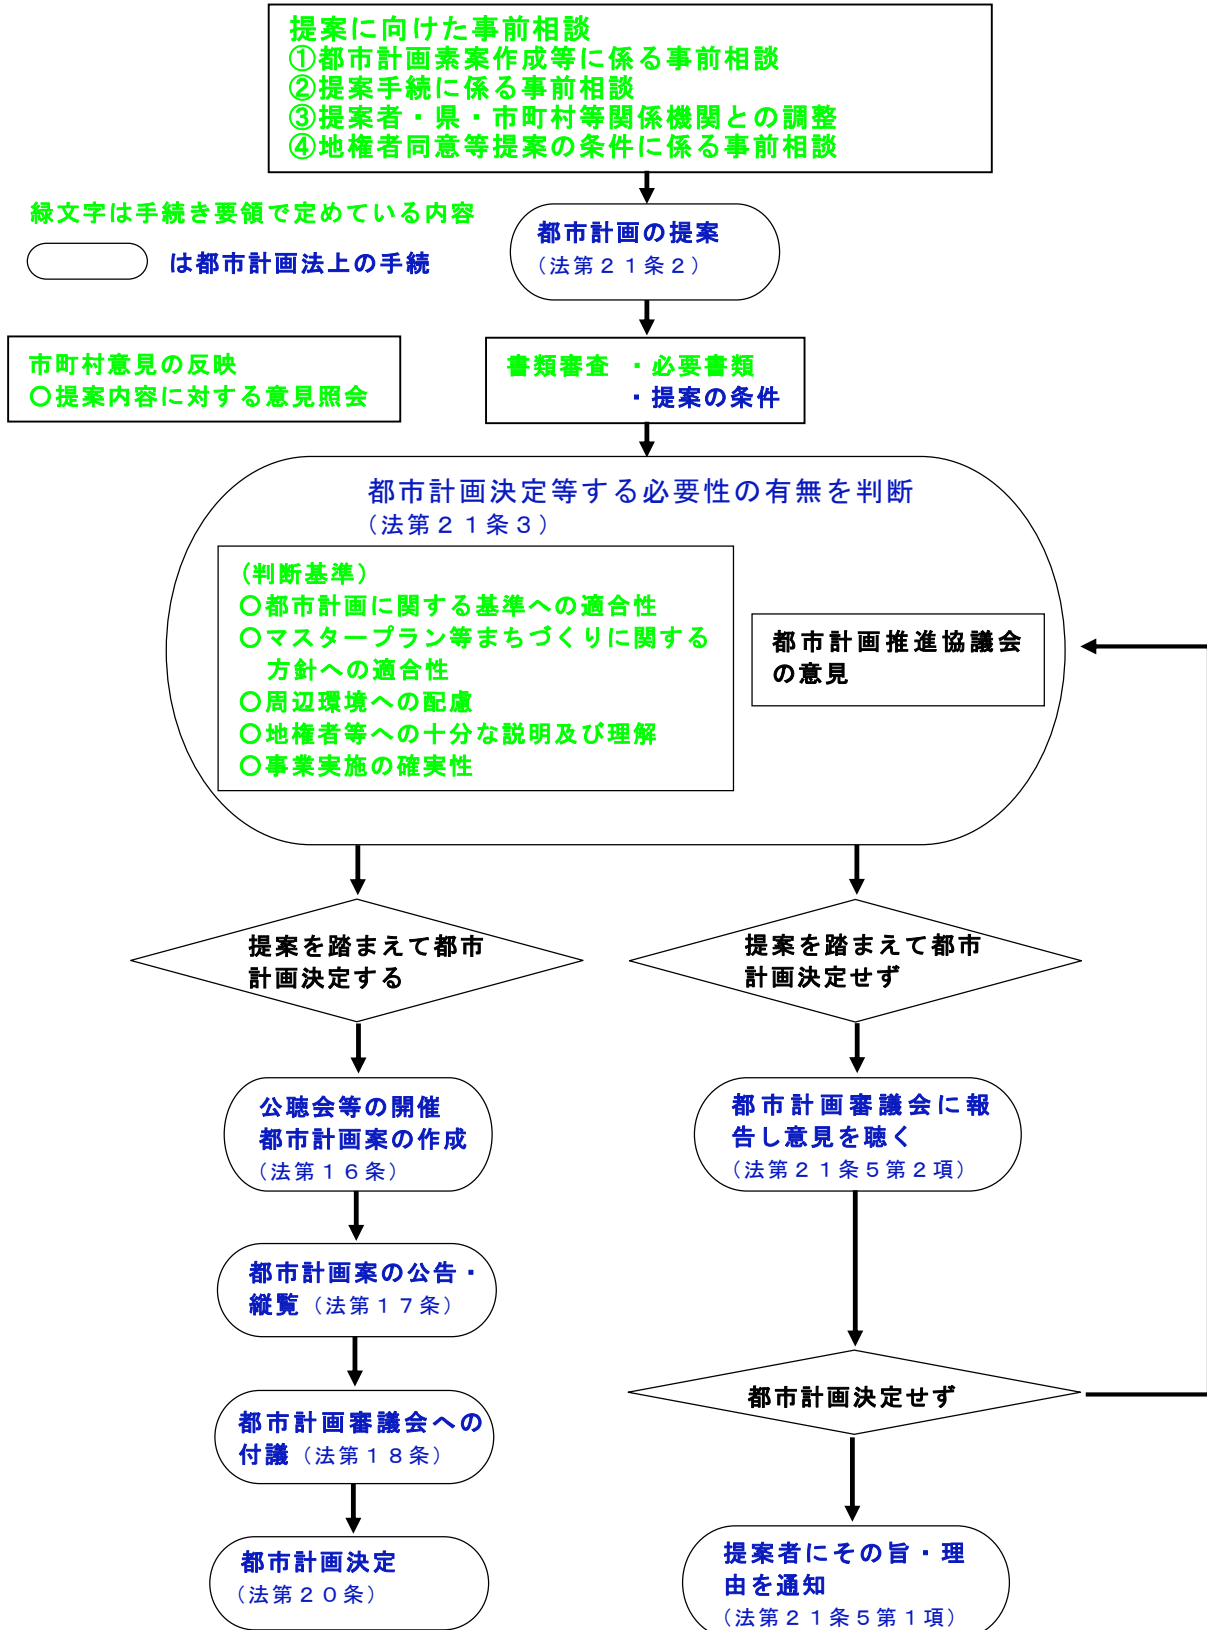 提案に向けた事前相談
①都市計画素案作成等に係る事前相談
②提案手続に係る事前相談
③提案者・県・市町村等関係機関との調整
④地権者同意等提案の条件に係る事前相談
緑文字は手続き要領で定めている内容
は都市計画法上の手続
都市計画の提案
（法第２１条２）
市町村意見の反映
○提案内容に対する意見照会
書類審査 ・必要書類
・提案の条件
都市計画決定等する必要性の有無を判断
（法第２１条３）
（判断基準）
○都市計画に関する基準への適合性
○マスタープラン等まちづくりに関する
方針への適合性
○周辺環境への配慮
○地権者等への十分な説明及び理解
○事業実施の確実性
都市計画推進協議会
の意見
提案を踏まえて都市
計画決定する
提案を踏まえて都市
計画決定せず
公聴会等の開催
都市計画案の作成
（法第１６条）
都市計画審議会に報
告し意見を聴く
（法第２１条５第２項）
都市計画案の公告・
縦覧（法第１７条）
都市計画決定せず
都市計画審議会への
付議（法第１８条）
都市計画決定
（法第２０条）
提案者にその旨・理
由を通知
（法第２１条５第１項）